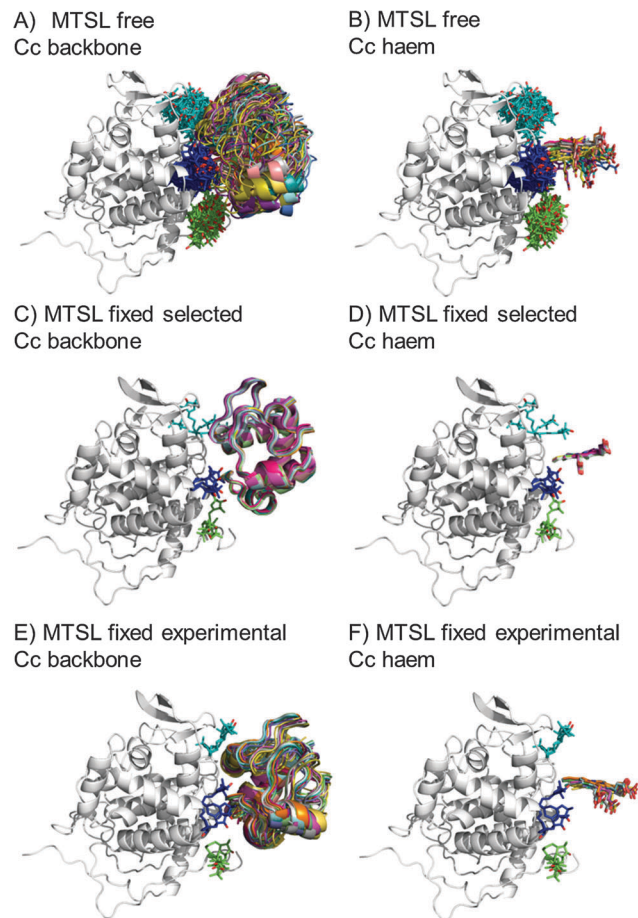 A) MTSL free
Cc backbone
B) MTSL free
Cc haem
C) MTSL fixed selected
Cc backbone
D) MTSL fixed selected
Cc haem
E) MTSL fixed experimental
Cc backbone
F) MTSL fixed experimental
Cc haem